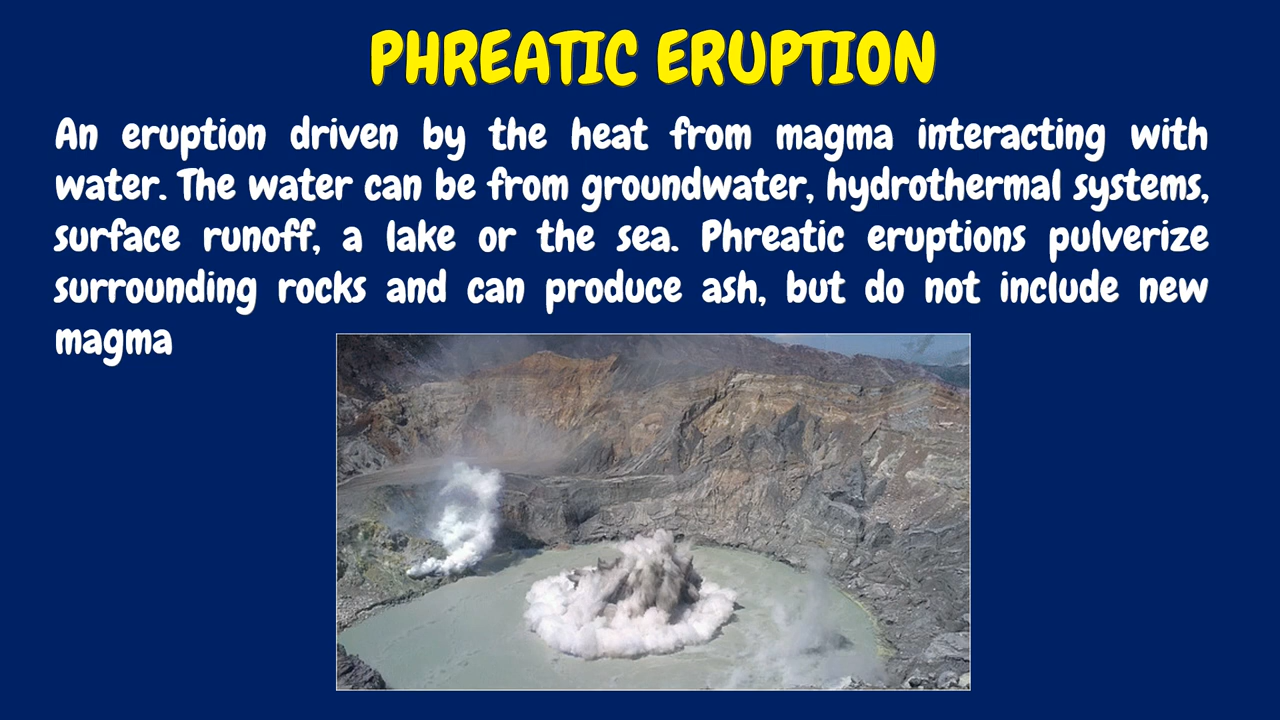 PHREATIC ERUPTION
An eruption driven by the heat from magma interacting with
water. The water can be from groundwater, hydrothermal systems,
surface runoff, a lake or the sea. Phreatic eruptions pulverize
surrounding rocks and can produce ash, but do not include new
magma